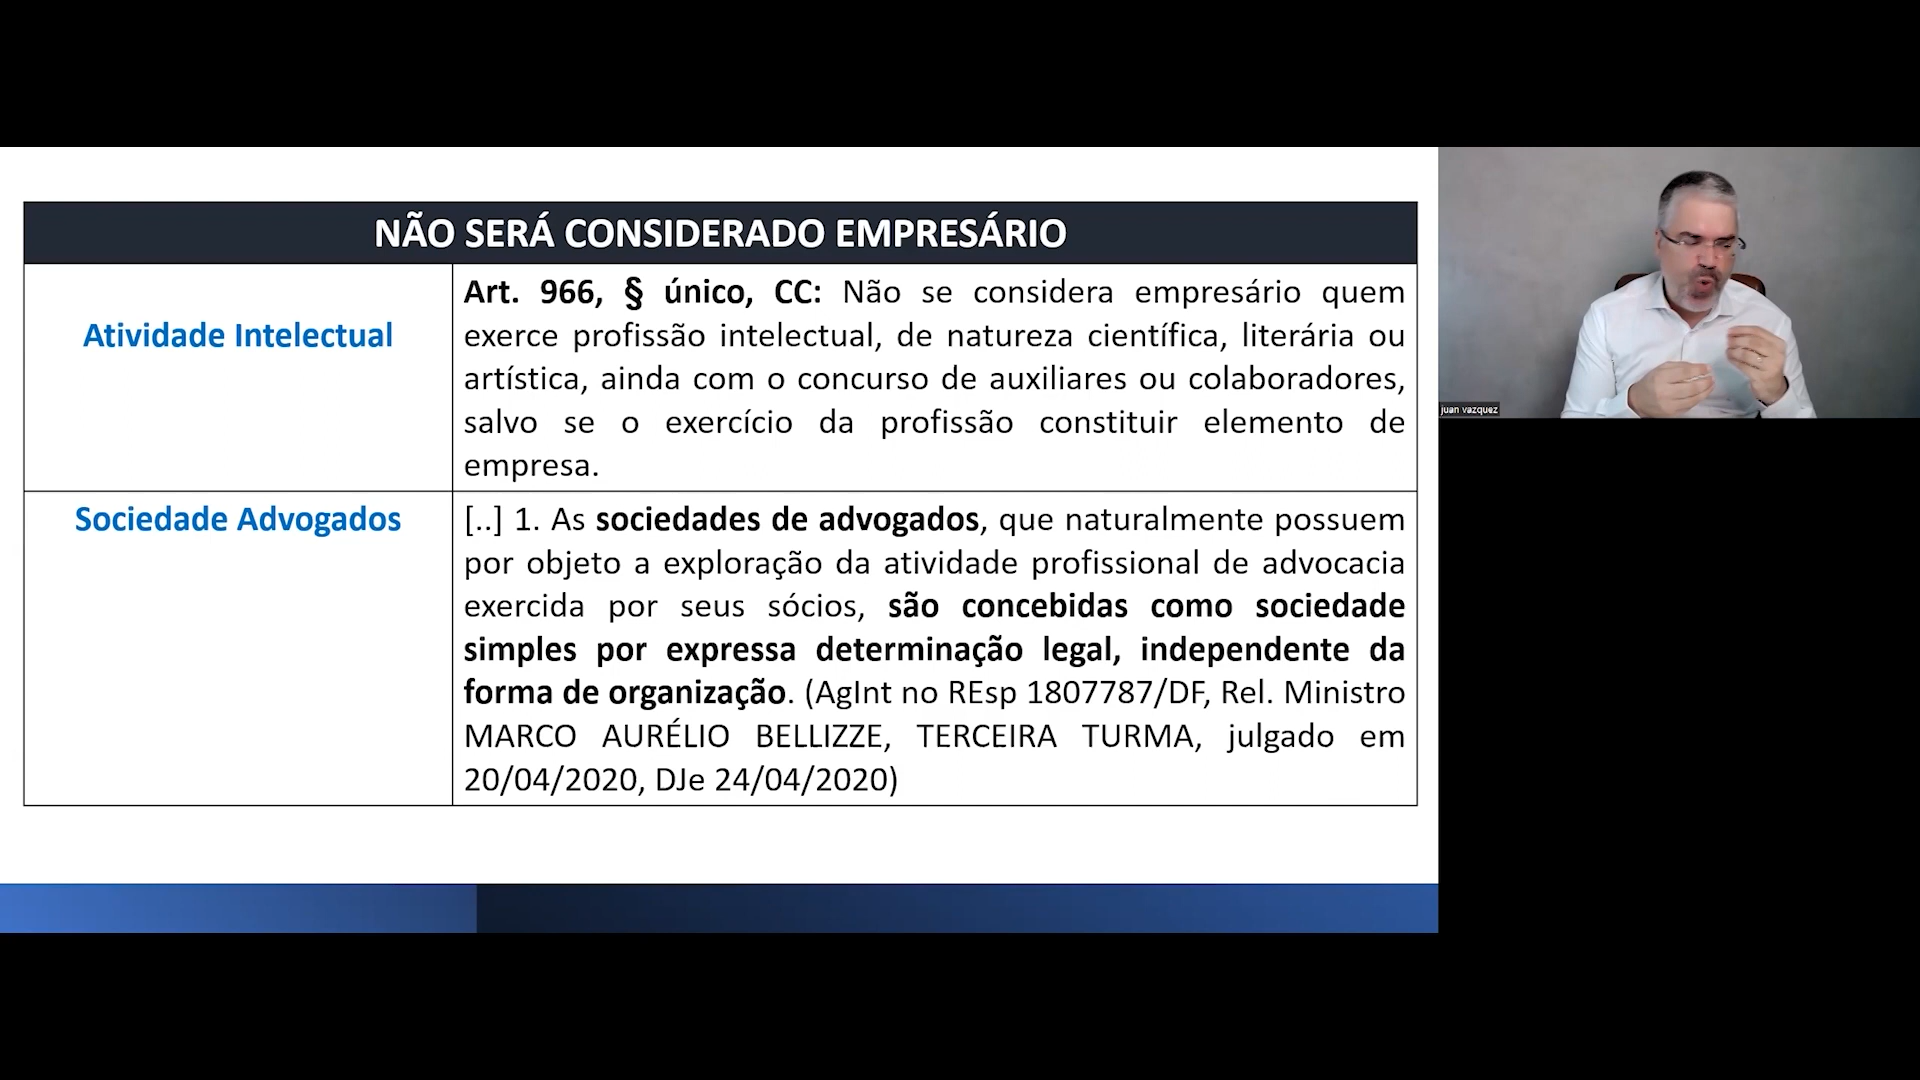 NÃO SERÁ CONSIDERADO EMPRESÁRIO
Atividade Intelectual
Art. 966, § único, CC: Não se considera empresário quem
exerce profissão intelectual, de natureza científica, literária ou
artística, ainda com o concurso de auxiliares ou colaboradores,
salvo se o exercício da profissão constituir elemento de
empresa.
Sociedade Advogados
[..] 1. As sociedades de advogados, que naturalmente possuem
por objeto a exploração da atividade profissional de advocacia
exercida por seus sócios, são concebidas como sociedade
simples por expressa determinação legal, independente da
forma de organização. (AgInt no REsp 1807787/DF, Rel. Ministro
MARCO AURÉLIO BELLIZZE, TERCEIRA TURMA, julgado em
20/04/2020, DJe 24/04/2020)
juan vazquez